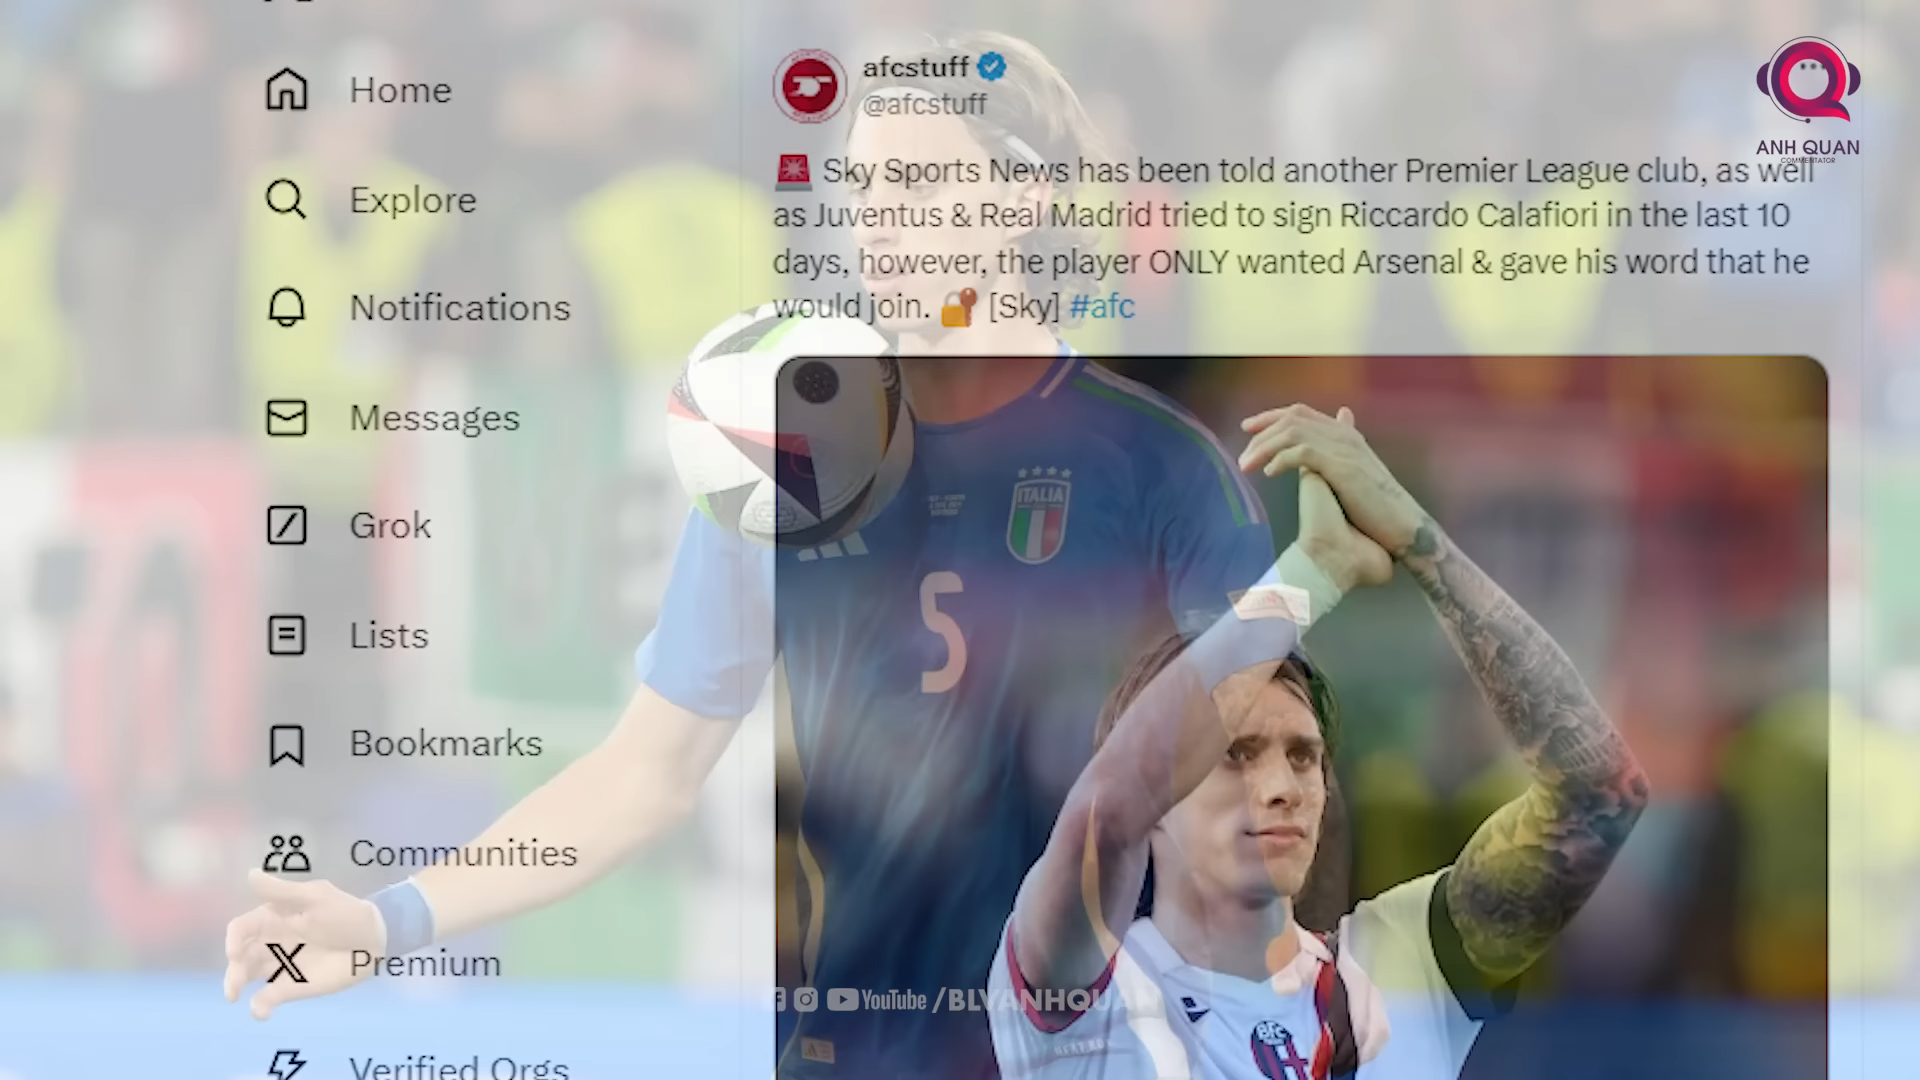 Home
Explore
Notifications
Messages
Grok
Lists
Bookmarks
Communities
Premium
Verified Orgs
afcstuff
@afcstuff
🚨 Sky Sports News has been told another Premier League club, as well
as Juventus & Real Madrid tried to sign Riccardo Calafiori in the last 10
days, however, the player ONLY wanted Arsenal & gave his word that he
would join. 🔐 [Sky] #afc
ANH QUAN
COMMENTATOR
ITALIA
5
BFC
YouTube /BLVANHQUAN